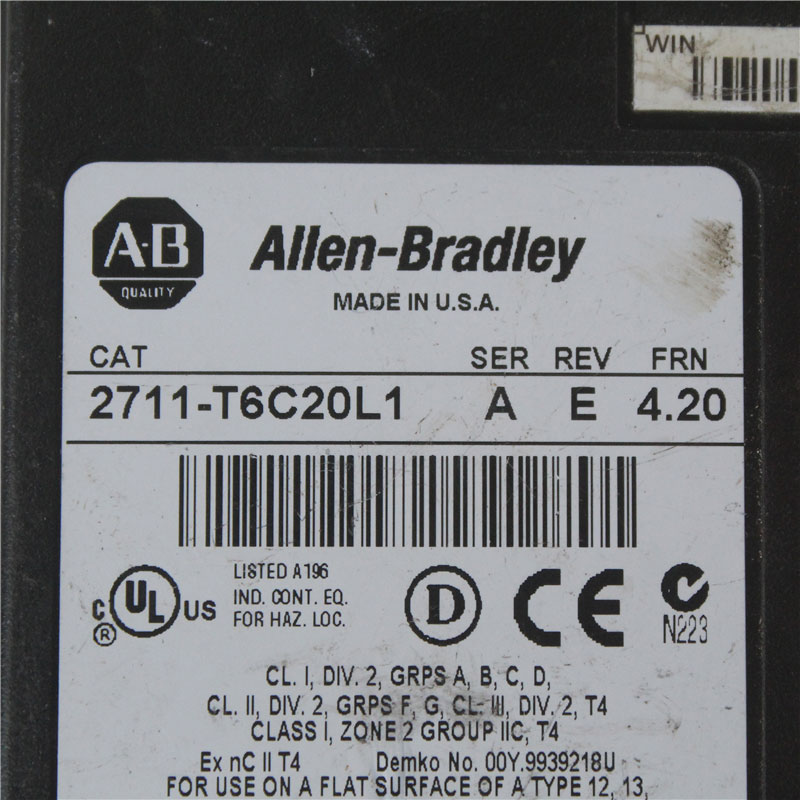 WIN
A-B
QUALITY
Allen-Bradley
MADE IN U.S.A.
CAT SER REV FRN
2711-T6C20L1 A E 4.20
C UL US
®
LISTED A196
IND. CONT. EQ.
FOR HAZ. LOC.
D
CE
N223
CL. I, DIV. 2, GRPS A, B, C, D,
CL. II, DIV. 2, GRPS F, G, CL. III, DIV. 2, T4
CLASS I, ZONE 2 GROUP IIC, T4
Ex nC II T4 Demko No. 00Y.9939218U
FOR USE ON A FLAT SURFACE OF A TYPE 12, 13,